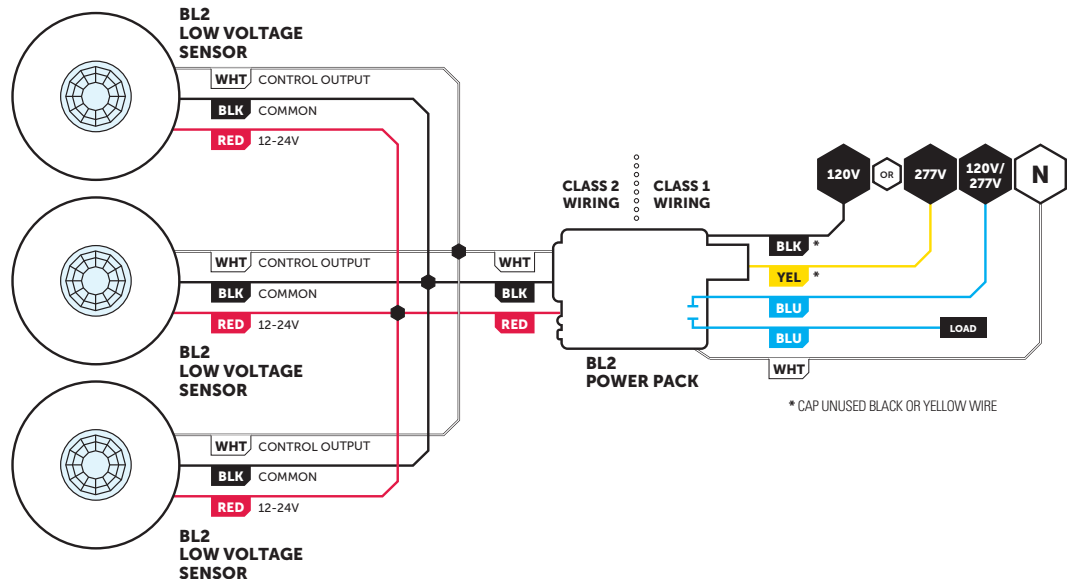 BL2
LOW VOLTAGE
SENSOR
WHT CONTROL OUTPUT
BLK COMMON
RED 12-24V
WHT CONTROL OUTPUT
BLK COMMON
RED 12-24V
BL2
LOW VOLTAGE
SENSOR
WHT CONTROL OUTPUT
BLK COMMON
RED 12-24V
BL2
LOW VOLTAGE
SENSOR
WHT
BLK
RED
CLASS 2
WIRING
CLASS 1
WIRING
BL2
POWER PACK
120V
OR
277V
120V/
277V
N
BLK *
YEL *
BLU
BLU
LOAD
WHT
* CAP UNUSED BLACK OR YELLOW WIRE